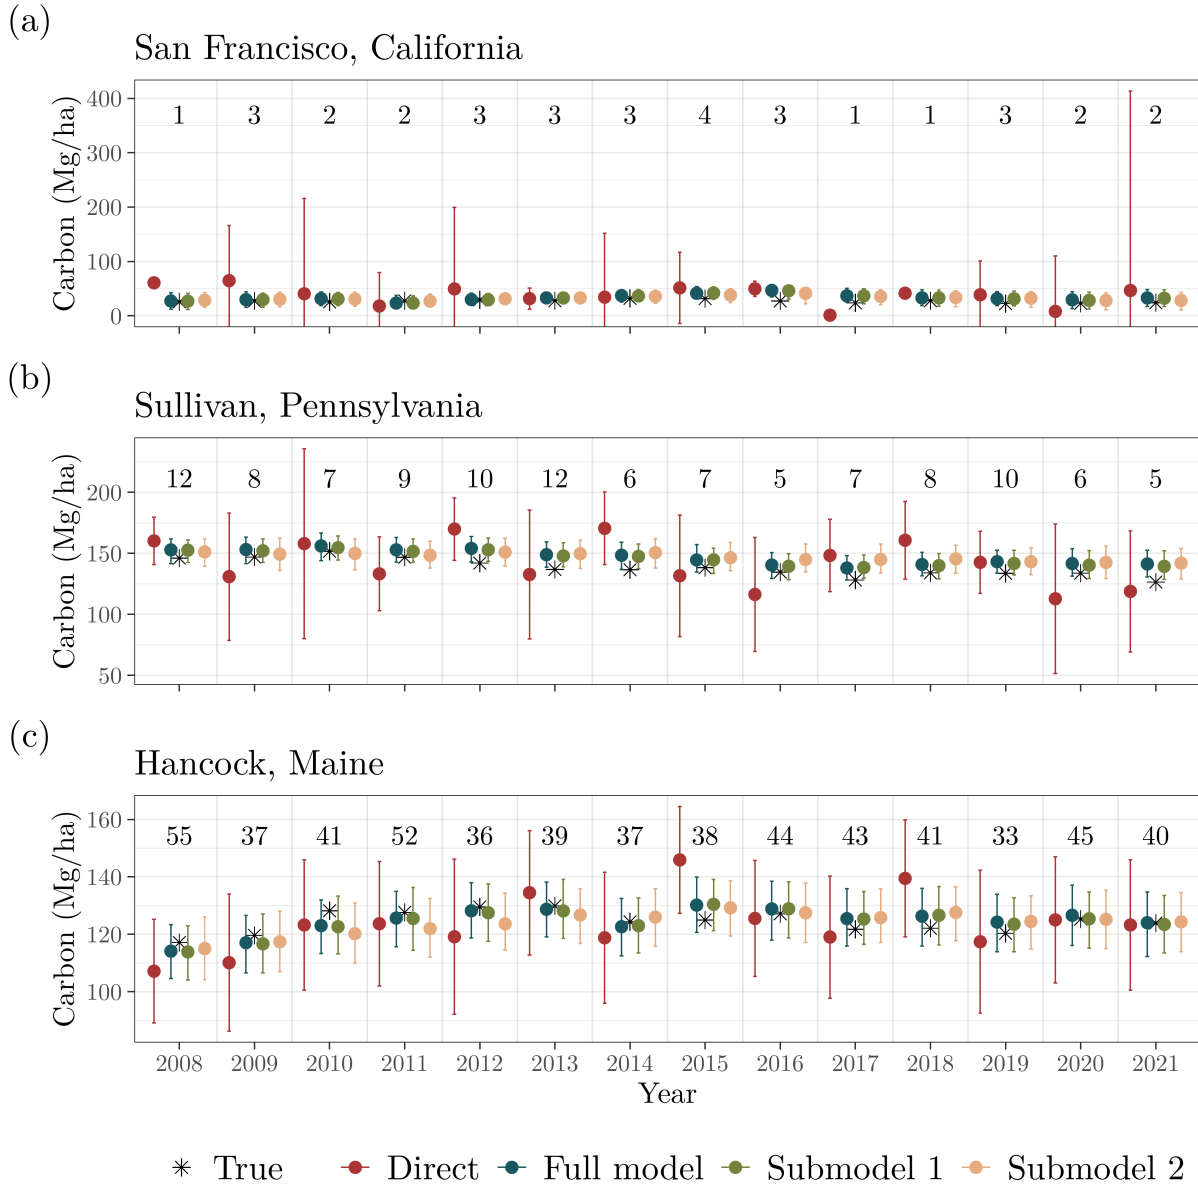 (a)
San Francisco, California
Carbon (Mg/ha)
400
300
200
100
0
1 3 2 2 3 3 3 4 3 1 1 3 2 2
(b)
Sullivan, Pennsylvania
Carbon (Mg/ha)
200
150
100
50
12 8 7 9 10 12 6 7 5 7 8 10 6 5
(c)
Hancock, Maine
Carbon (Mg/ha)
160
140
120
100
55 37 41 52 36 39 37 38 44 43 41 33 45 40
2008 2009 2010 2011 2012 2013 2014 2015 2016 2017 2018 2019 2020 2021
Year
True Direct Full model Submodel 1 Submodel 2